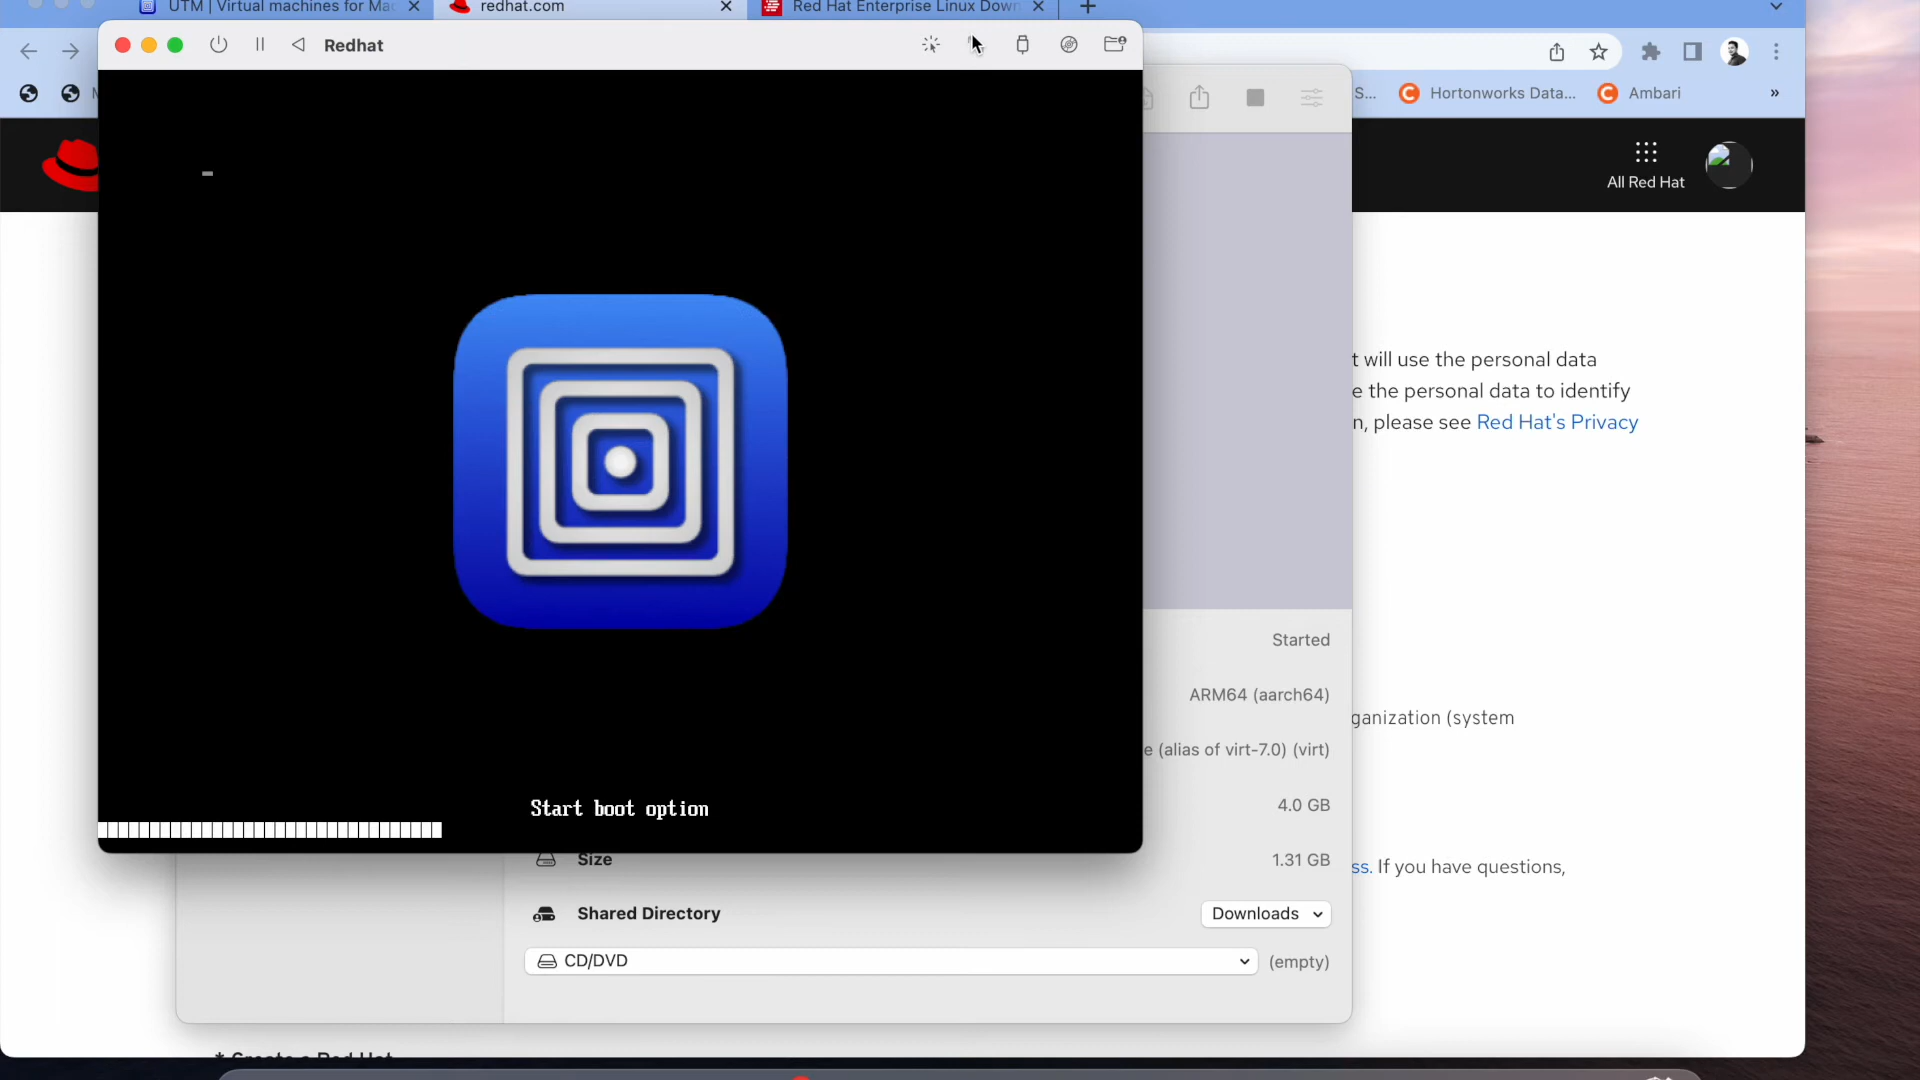 UTM | Virtual machines for Mac
redhat.com
Red Hat Enterprise Linux Down
Redhat
S...
Hortonworks Data...
Ambari
»
All Red Hat
t will use the personal data
e the personal data to identify
n, please see Red Hat's Privacy
Started
ARM64 (aarch64)
ganization (system
e (alias of virt-7.0) (virt)
Start boot option
4.0 GB
Size
1.31 GB
ss. If you have questions,
Shared Directory
Downloads
CD/DVD
(empty)